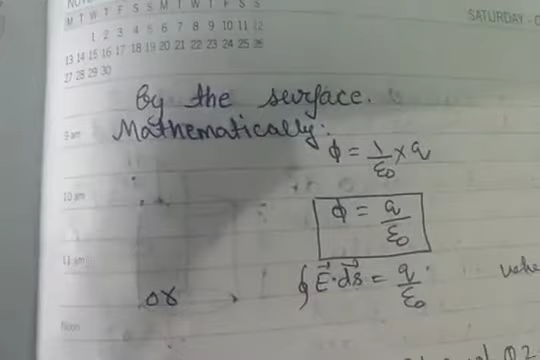 M T W T F S S M T W T F S S
1 2 3 4 5 6 7 8 9 10 11 12
13 14 15 16 17 18 19 20 21 22 23 24 25 26
27 28 29 30
SATURDAY -
By the surface.
9 am Mathematically:
ϕ = 1/ε0 × q
10 am
ϕ = q/ε0
11 am
or ∮ E⃗·ds⃗ = q/ε0
Noon